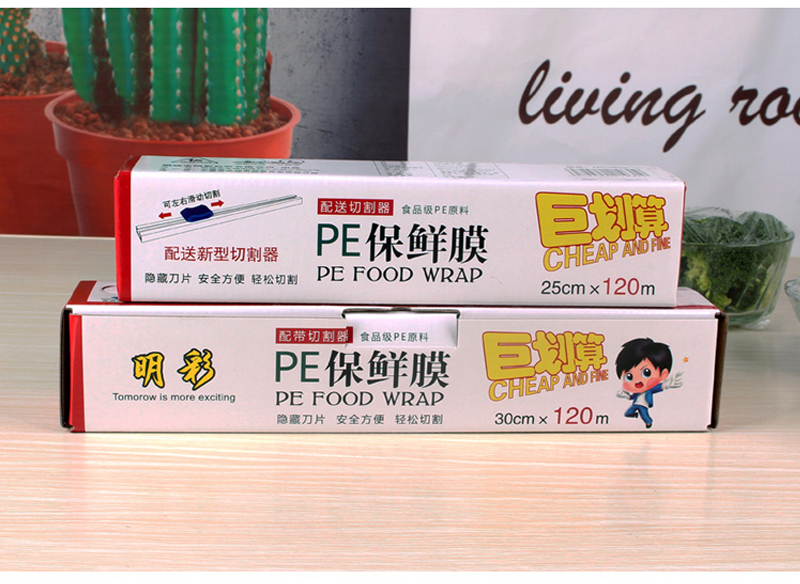 living roo
可左右滑动切割
配送新型切割器
隐藏刀片 安全方便 轻松切割
配送切割器 食品级PE原料
PE保鲜膜
PE FOOD WRAP
巨划算
CHEAP AND FINE
25cm×120m
明彩
Tomorow is more exciting
配带切割器 食品级PE原料
PE保鲜膜
PE FOOD WRAP
隐藏刀片 安全方便 轻松切割
巨划算
CHEAP AND FINE
30cm×120m
PE